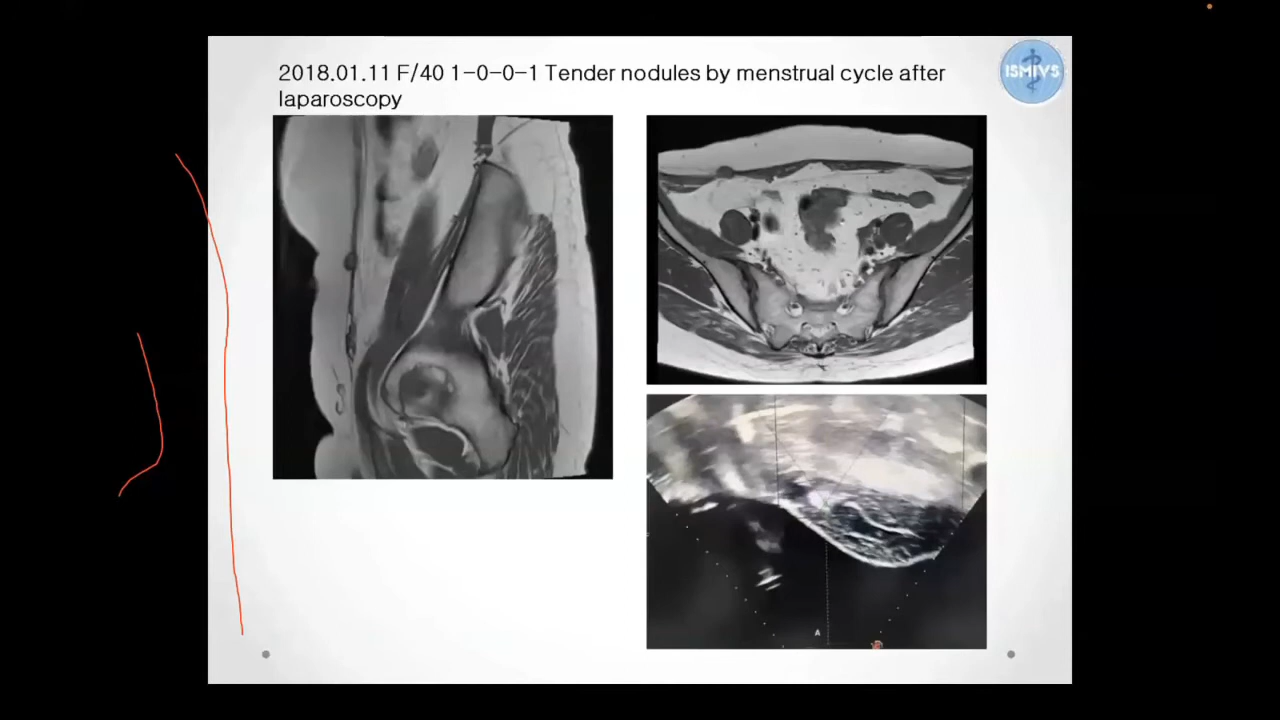 2018.01.11 F/40 1-0-0-1 Tender nodules by menstrual cycle after
laparoscopy
ISMIVS
A